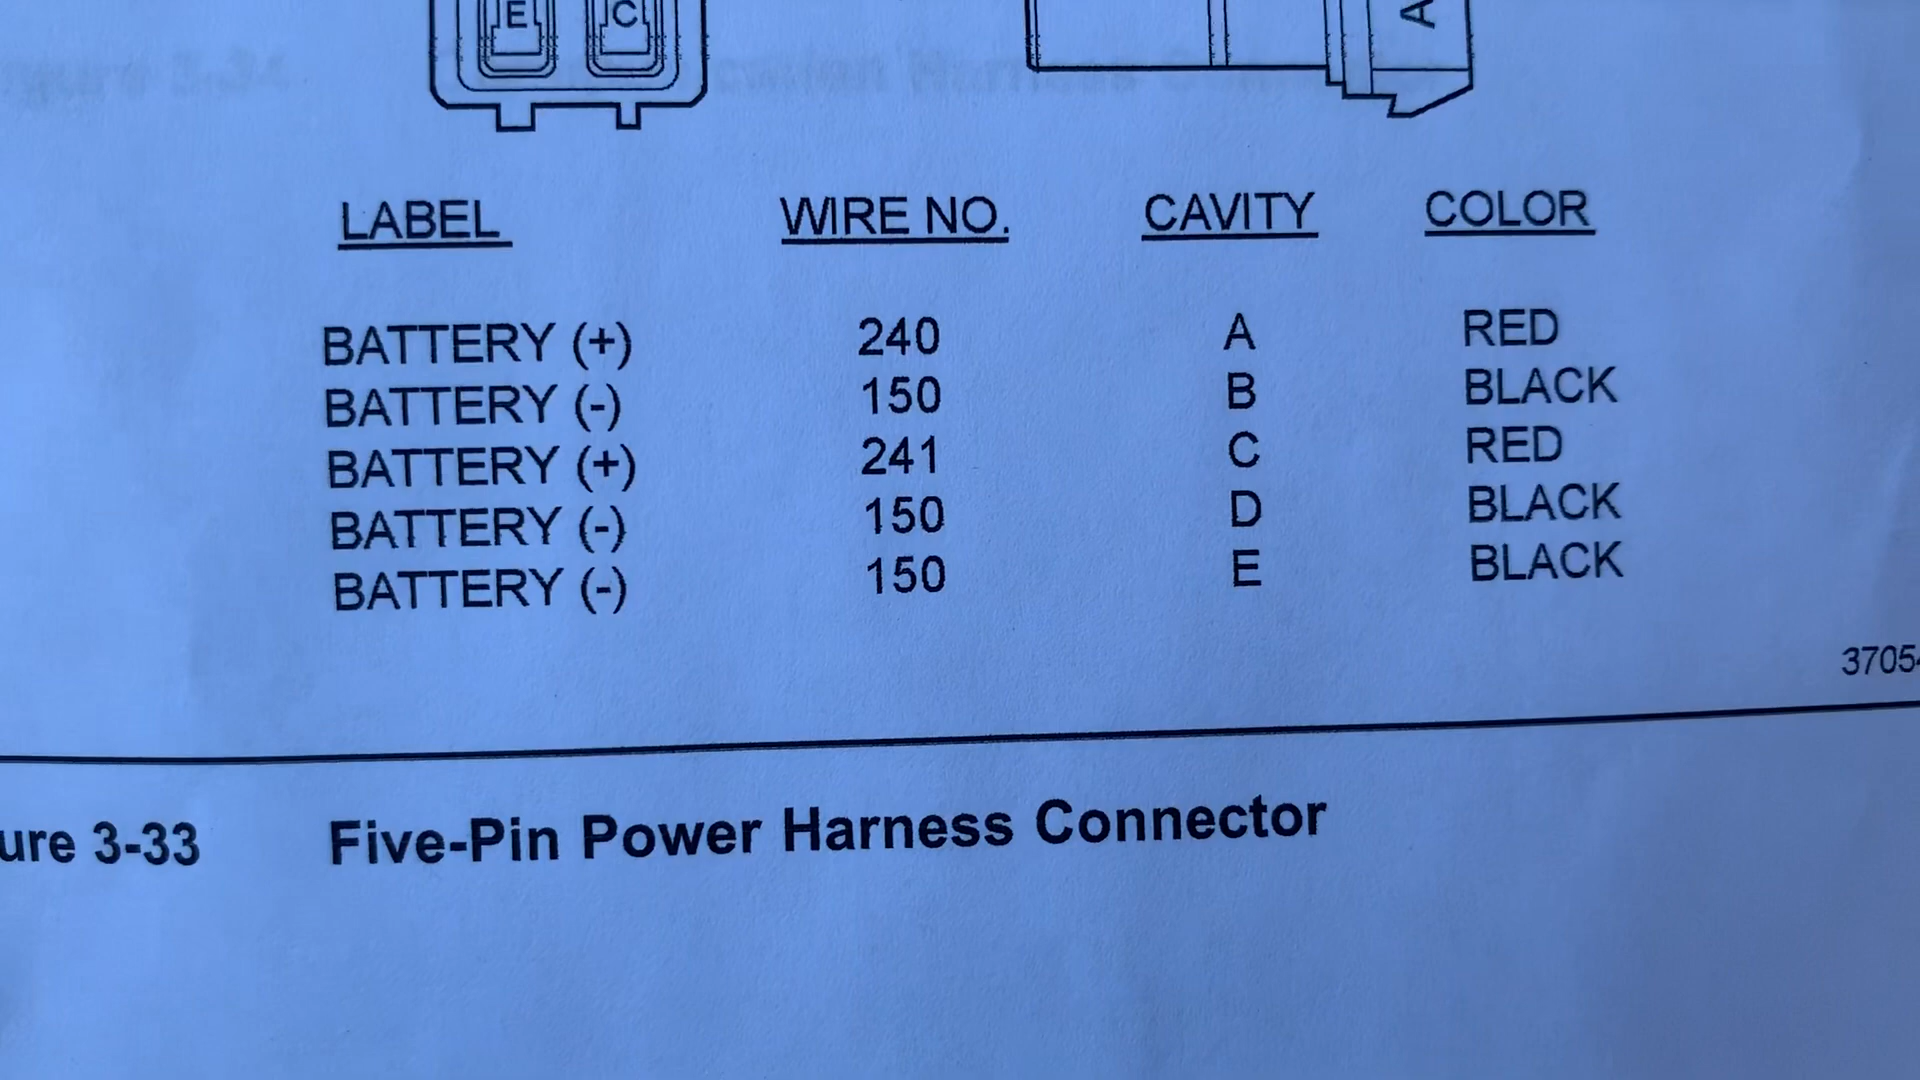 E C A
LABEL WIRE NO. CAVITY COLOR
BATTERY (+) 240 A RED
BATTERY (-) 150 B BLACK
BATTERY (+) 241 C RED
BATTERY (-) 150 D BLACK
BATTERY (-) 150 E BLACK
3705
ure 3-33 Five-Pin Power Harness Connector